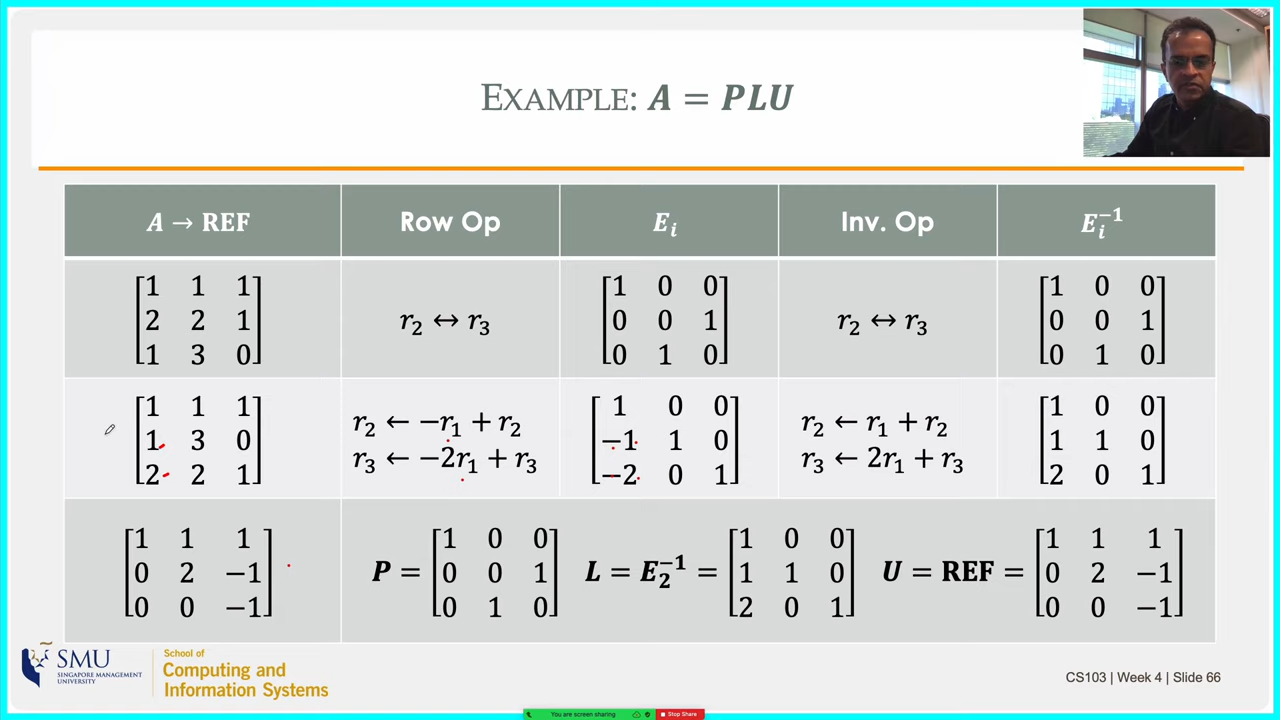 EXAMPLE: A = PLU
A → REF Row Op E_i Inv. Op E_i^{-1}
[1 1 1; 2 2 1; 1 3 0] r_2 ↔ r_3 [1 0 0; 0 0 1; 0 1 0] r_2 ↔ r_3 [1 0 0; 0 0 1; 0 1 0]
[1 1 1; 1 3 0; 2 2 1] r_2 ← −r_1 + r_2 r_3 ← −2r_1 + r_3 [1 0 0; −1 1 0; −2 0 1] r_2 ← r_1 + r_2 r_3 ← 2r_1 + r_3 [1 0 0; 1 1 0; 2 0 1]
[1 1 1; 0 2 −1; 0 0 −1] P = [1 0 0; 0 0 1; 0 1 0] L = E_2^{-1} = [1 0 0; 1 1 0; 2 0 1] U = REF = [1 1 1; 0 2 −1; 0 0 −1]
SMU
SINGAPORE MANAGEMENT
UNIVERSITY
School of
Computing and
Information Systems
CS103 | Week 4 | Slide 66
You are screen sharing Stop Share